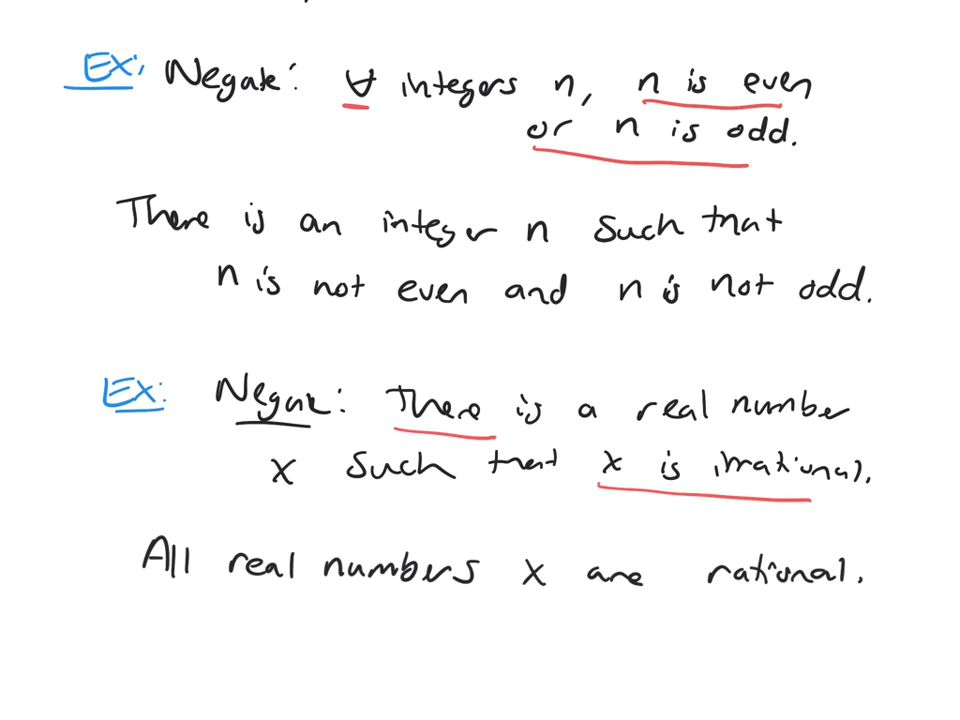 Ex: Negate: ∀ integers n, n is even
or n is odd.
There is an integer n such that
n is not even and n is not odd.
Ex: Negate: There is a real number
x such that x is irrational.
All real numbers x are rational.